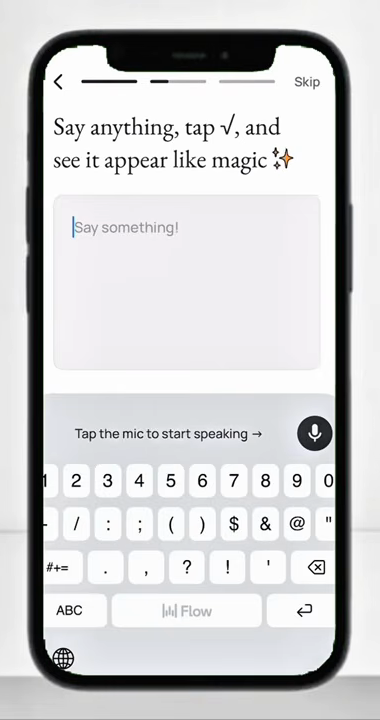 Skip
Say anything, tap √, and
see it appear like magic ✨
Say something!
Tap the mic to start speaking →
1 2 3 4 5 6 7 8 9 0
- / : ; ( ) $ & @ "
#+= . , ? ! '
ABC Flow